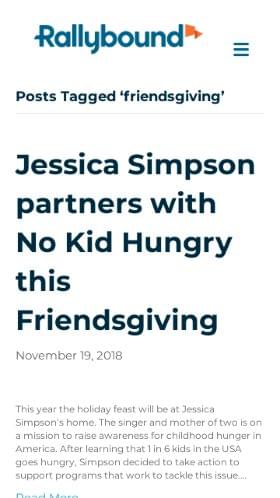 Rallybound
Posts Tagged ‘friendsgiving’
Jessica Simpson
partners with
No Kid Hungry
this
Friendsgiving
November 19, 2018
This year the holiday feast will be at Jessica
Simpson's home. The singer and mother of two is on
a mission to raise awareness for childhood hunger in
America. After learning that 1 in 6 kids in the USA
goes hungry, Simpson decided to take action to
support programs that work to tackle this issue....
Read More